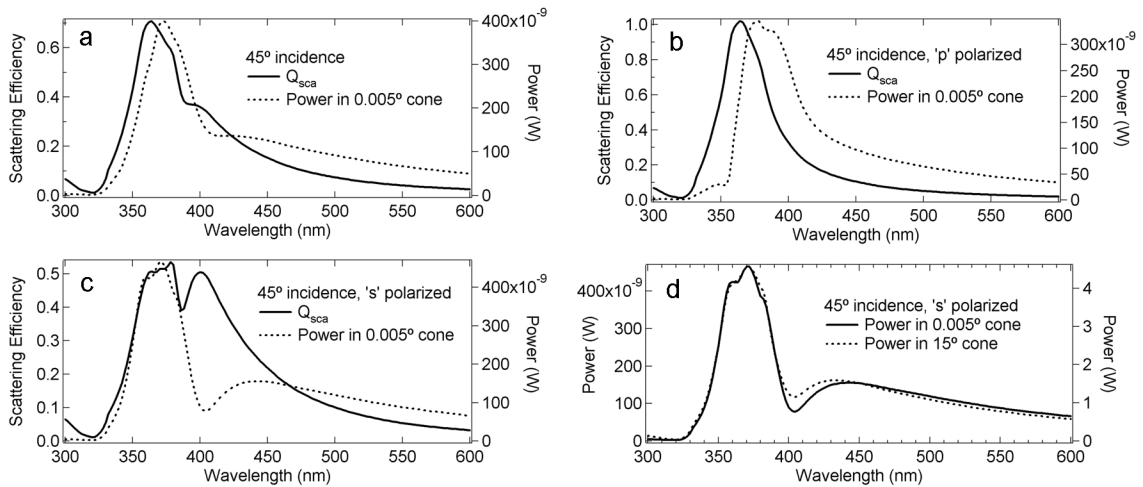 a
45º incidence
Qsca
Power in 0.005º cone
Scattering Efficiency
0.6
0.4
0.2
0.0
400x10-9
300
200
100
0
Power (W)
300 350 400 450 500 550 600
Wavelength (nm)
b
45º incidence, 'p' polarized
Qsca
Power in 0.005º cone
Scattering Efficiency
1.0
0.8
0.6
0.4
0.2
0.0
300x10-9
250
200
150
100
50
0
Power (W)
300 350 400 450 500 550 600
Wavelength (nm)
c
45º incidence, 's' polarized
Qsca
Power in 0.005º cone
Scattering Efficiency
0.5
0.4
0.3
0.2
0.1
0.0
400x10-9
300
200
100
0
Power (W)
300 350 400 450 500 550 600
Wavelength (nm)
d
45º incidence, 's' polarized
Power in 0.005º cone
Power in 15º cone
Power (W)
400x10-9
300
200
100
0
4
3
2
1
0
Power (W)
300 350 400 450 500 550 600
Wavelength (nm)